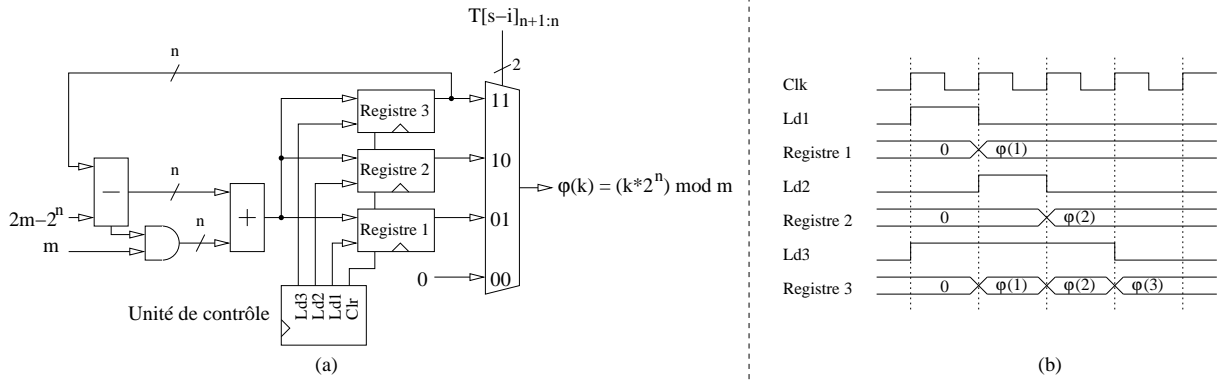 T[s−i]n+1:n
n
2
Registre 3
11
Registre 2
10
−
n
+
φ(k) = (k*2^n) mod m
n
Registre 1
01
2m−2^n
m
0
00
Ld3
Ld2
Ld1
Clr
Unité de contrôle
(a)
Clk
Ld1
Registre 1
0
φ(1)
Ld2
Registre 2
0
φ(2)
Ld3
Registre 3
0
φ(1)
φ(2)
φ(3)
(b)